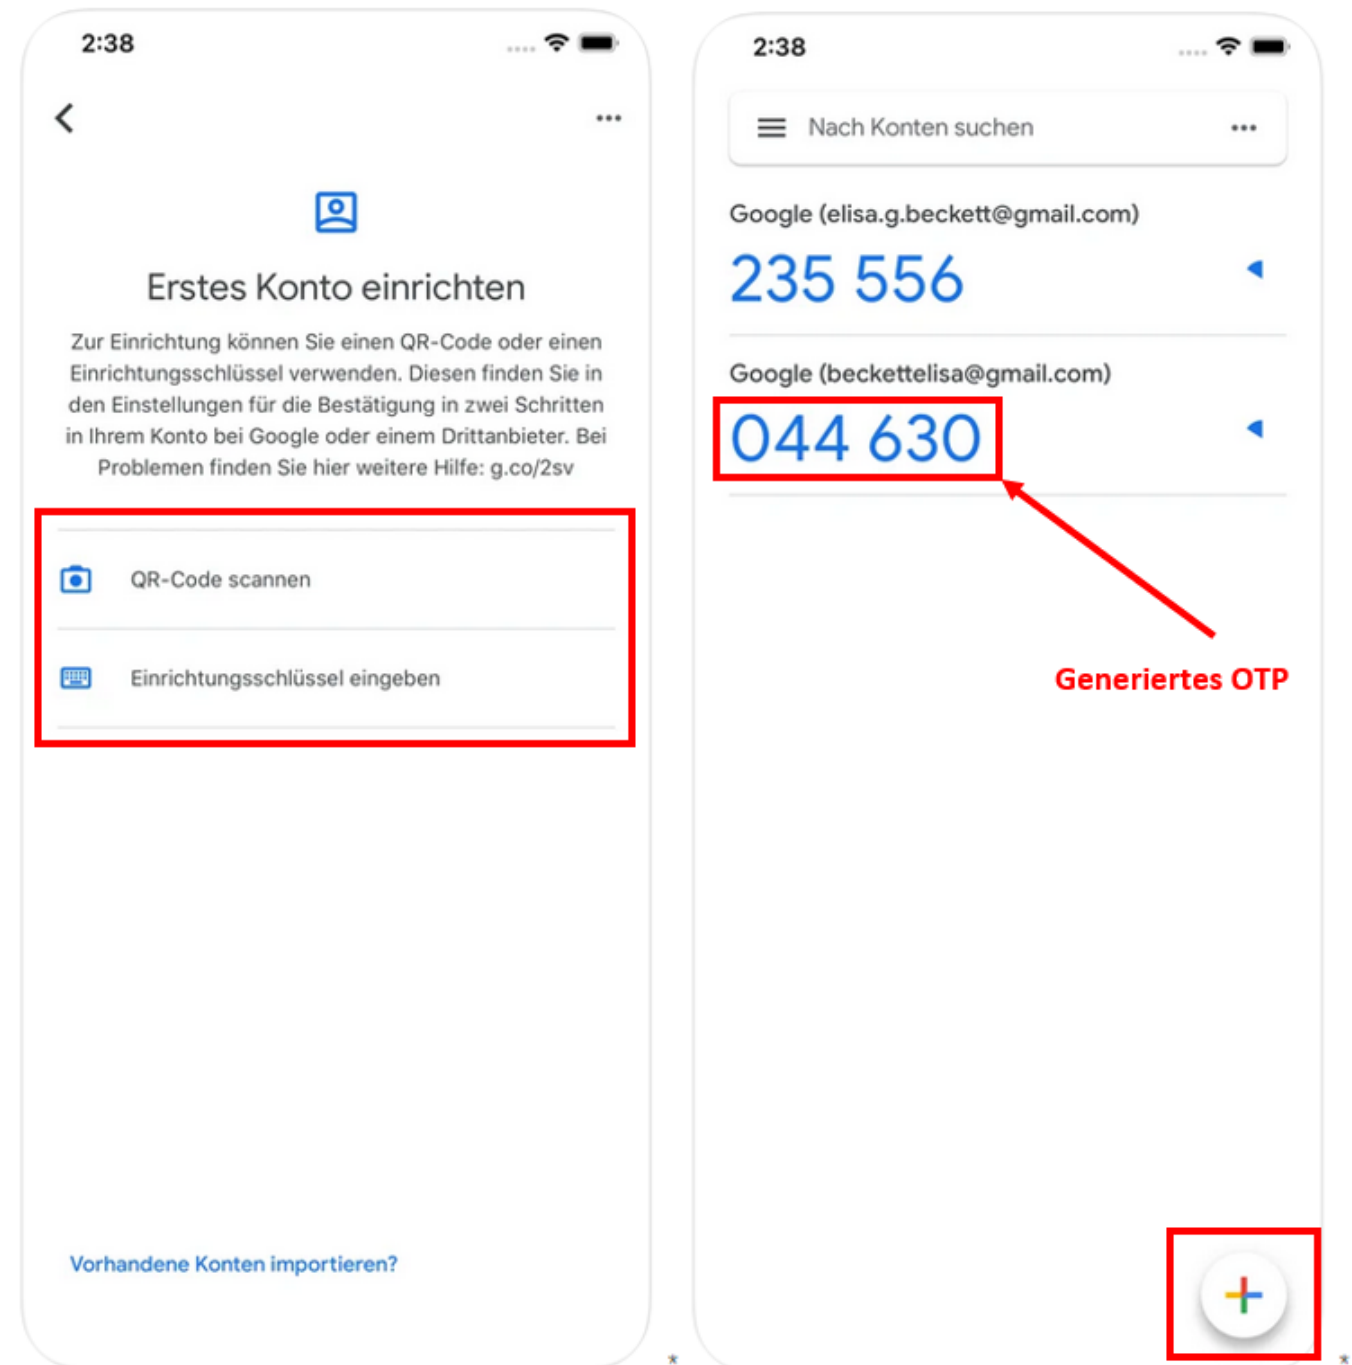 2:38
Erstes Konto einrichten
Zur Einrichtung können Sie einen QR-Code oder einen
Einrichtungsschlüssel verwenden. Diesen finden Sie in
den Einstellungen für die Bestätigung in zwei Schritten
in Ihrem Konto bei Google oder einem Drittanbieter. Bei
Problemen finden Sie hier weitere Hilfe: g.co/2sv
QR-Code scannen
Einrichtungsschlüssel eingeben
Vorhandene Konten importieren?
*
2:38
Nach Konten suchen
Google (elisa.g.beckett@gmail.com)
235 556
Google (beckettelisa@gmail.com)
044 630
Generiertes OTP
*